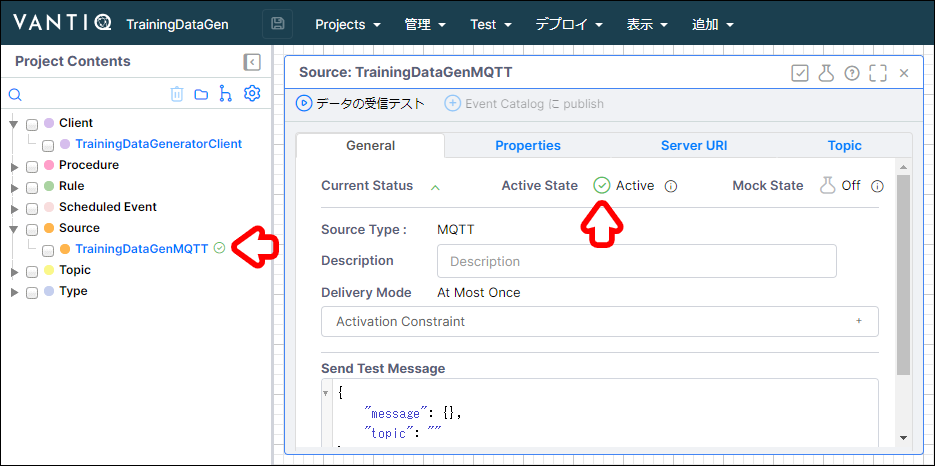 VANTIQ TrainingDataGen Projects 管理 Test デプロイ 表示 追加
Project Contents
Client
TrainingDataGeneratorClient
Procedure
Rule
Scheduled Event
Source
TrainingDataGenMQTT
Topic
Type
Source: TrainingDataGenMQTT
データの受信テスト Event Catalog に publish
General Properties Server URI Topic
Current Status Active State Active Mock State Off
Source Type : MQTT
Description Description
Delivery Mode At Most Once
Activation Constraint +
Send Test Message
{
"message": {},
"topic": ""